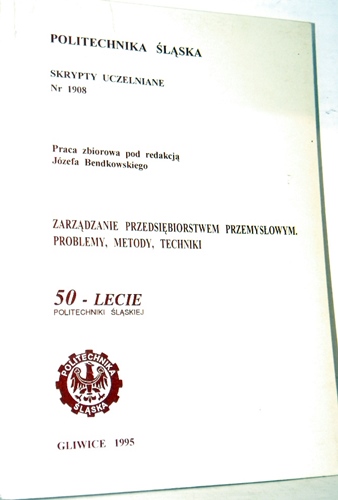 POLITECHNIKA ŚLĄSKA
SKRYPTY UCZELNIANE
Nr 1908
Praca zbiorowa pod redakcją
Józefa Bendkowskiego
ZARZĄDZANIE PRZEDSIĘBIORSTWEM PRZEMYSŁOWYM.
PROBLEMY, METODY, TECHNIKI
50 - LECIE
POLITECHNIKI ŚLĄSKIEJ
POLITECHNIKA
ŚLĄSKA
GLIWICE 1995